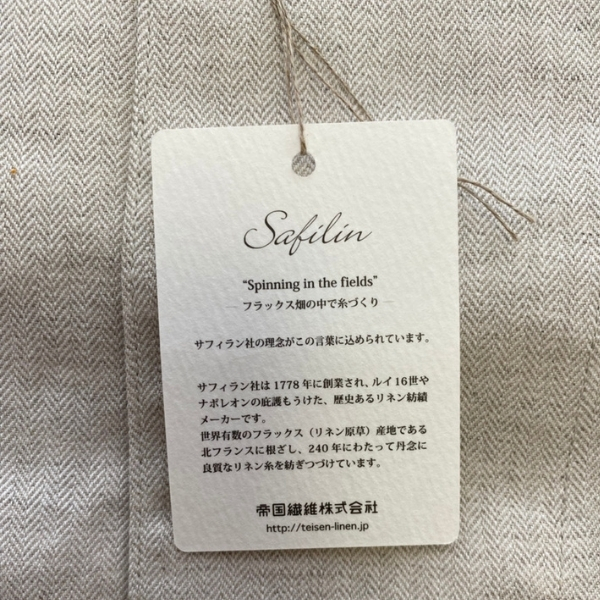 Safilin
“Spinning in the fields”
フラックス畑の中で糸づくり
サフィラン社の理念がこの言葉に込められています。
サフィラン社は1778年に創業され、ルイ16世や
ナポレオンの庇護もうけた、歴史あるリネン紡績
メーカーです。
世界有数のフラックス（リネン原草）産地である
北フランスに根ざし、240年にわたって丹念に
良質なリネン糸を紡ぎつづけています。
帝国繊維株式会社
http://teisen-linen.jp